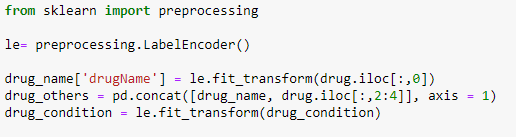 from sklearn import preprocessing
le= preprocessing.LabelEncoder()
drug_name['drugName'] = le.fit_transform(drug.iloc[:,0])
drug_others = pd.concat([drug_name, drug.iloc[:,2:4]], axis = 1)
drug_condition = le.fit_transform(drug_condition)